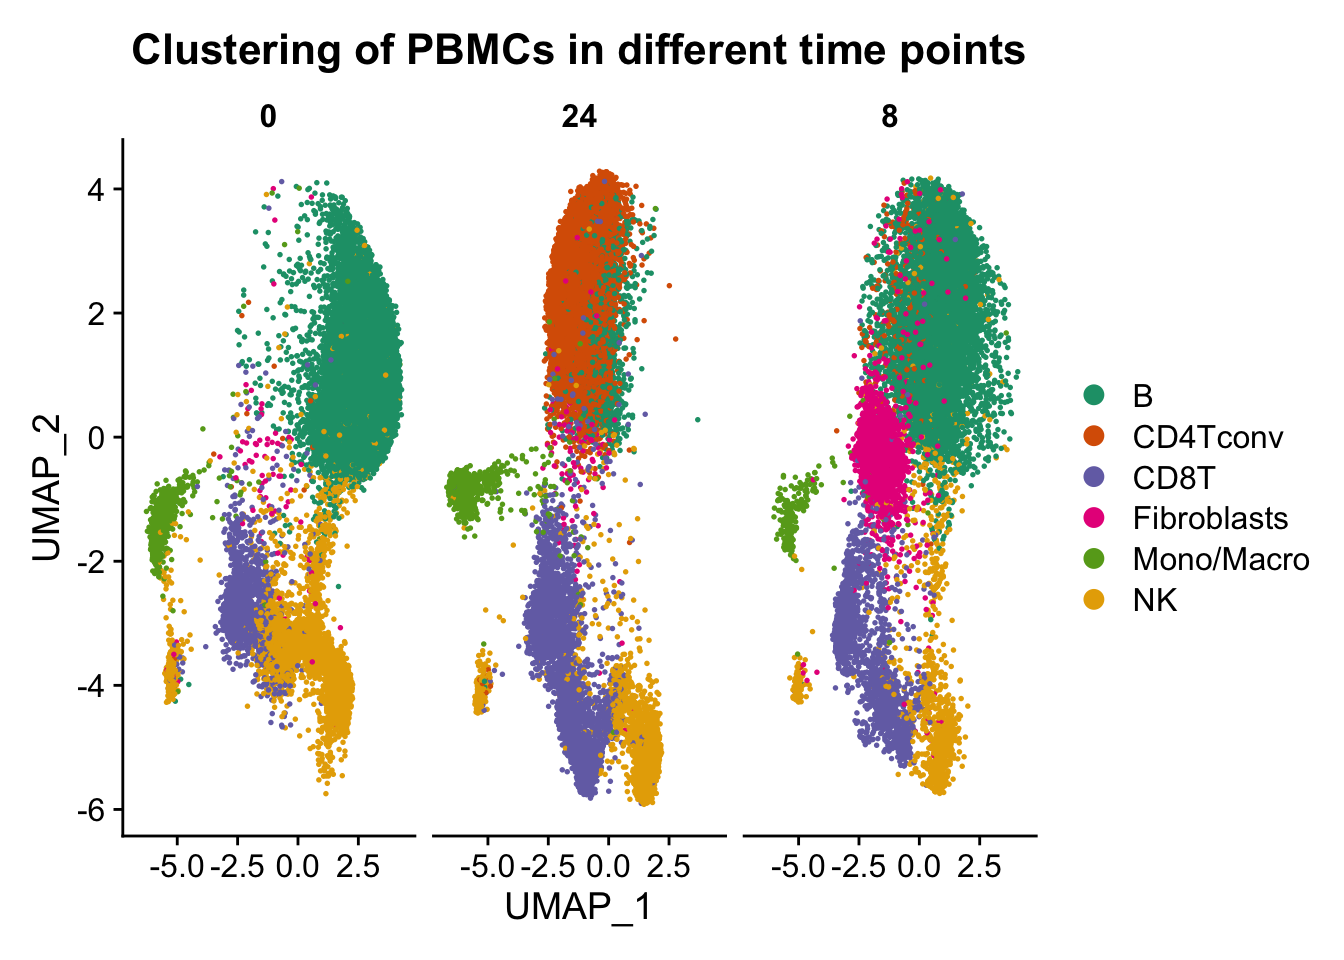 Clustering of PBMCs in different time points
0 24 8
UMAP_2
4
2
0
-2
-4
-6
-5.0 -2.5 0.0 2.5 -5.0 -2.5 0.0 2.5 -5.0 -2.5 0.0 2.5
UMAP_1
B
CD4Tconv
CD8T
Fibroblasts
Mono/Macro
NK